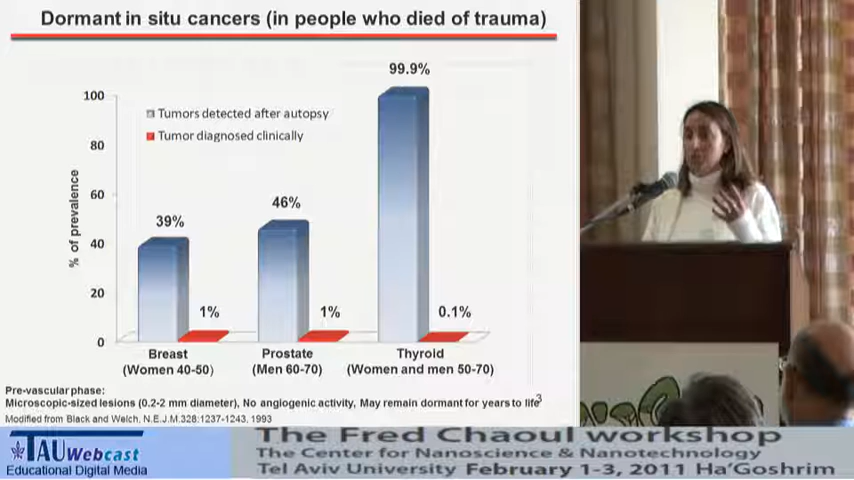 Dormant in situ cancers (in people who died of trauma)
99.9%
100
Tumors detected after autopsy
Tumor diagnosed clinically
80
60
46%
39%
40
20
0
% of prevalence
1%
1%
0.1%
Breast
(Women 40-50)
Prostate
(Men 60-70)
Thyroid
(Women and men 50-70)
Pre-vascular phase:
Microscopic-sized lesions (0.2-2 mm diameter), No angiogenic activity, May remain dormant for years to life
3
Modified from Black and Welch, N.E.J.M.328:1237-1243, 1993
TAU Webcast
Educational Digital Media
The Fred Chaoul workshop
The Center for Nanoscience & Nanotechnology
Tel Aviv University February 1-3, 2011 Ha'Goshrim